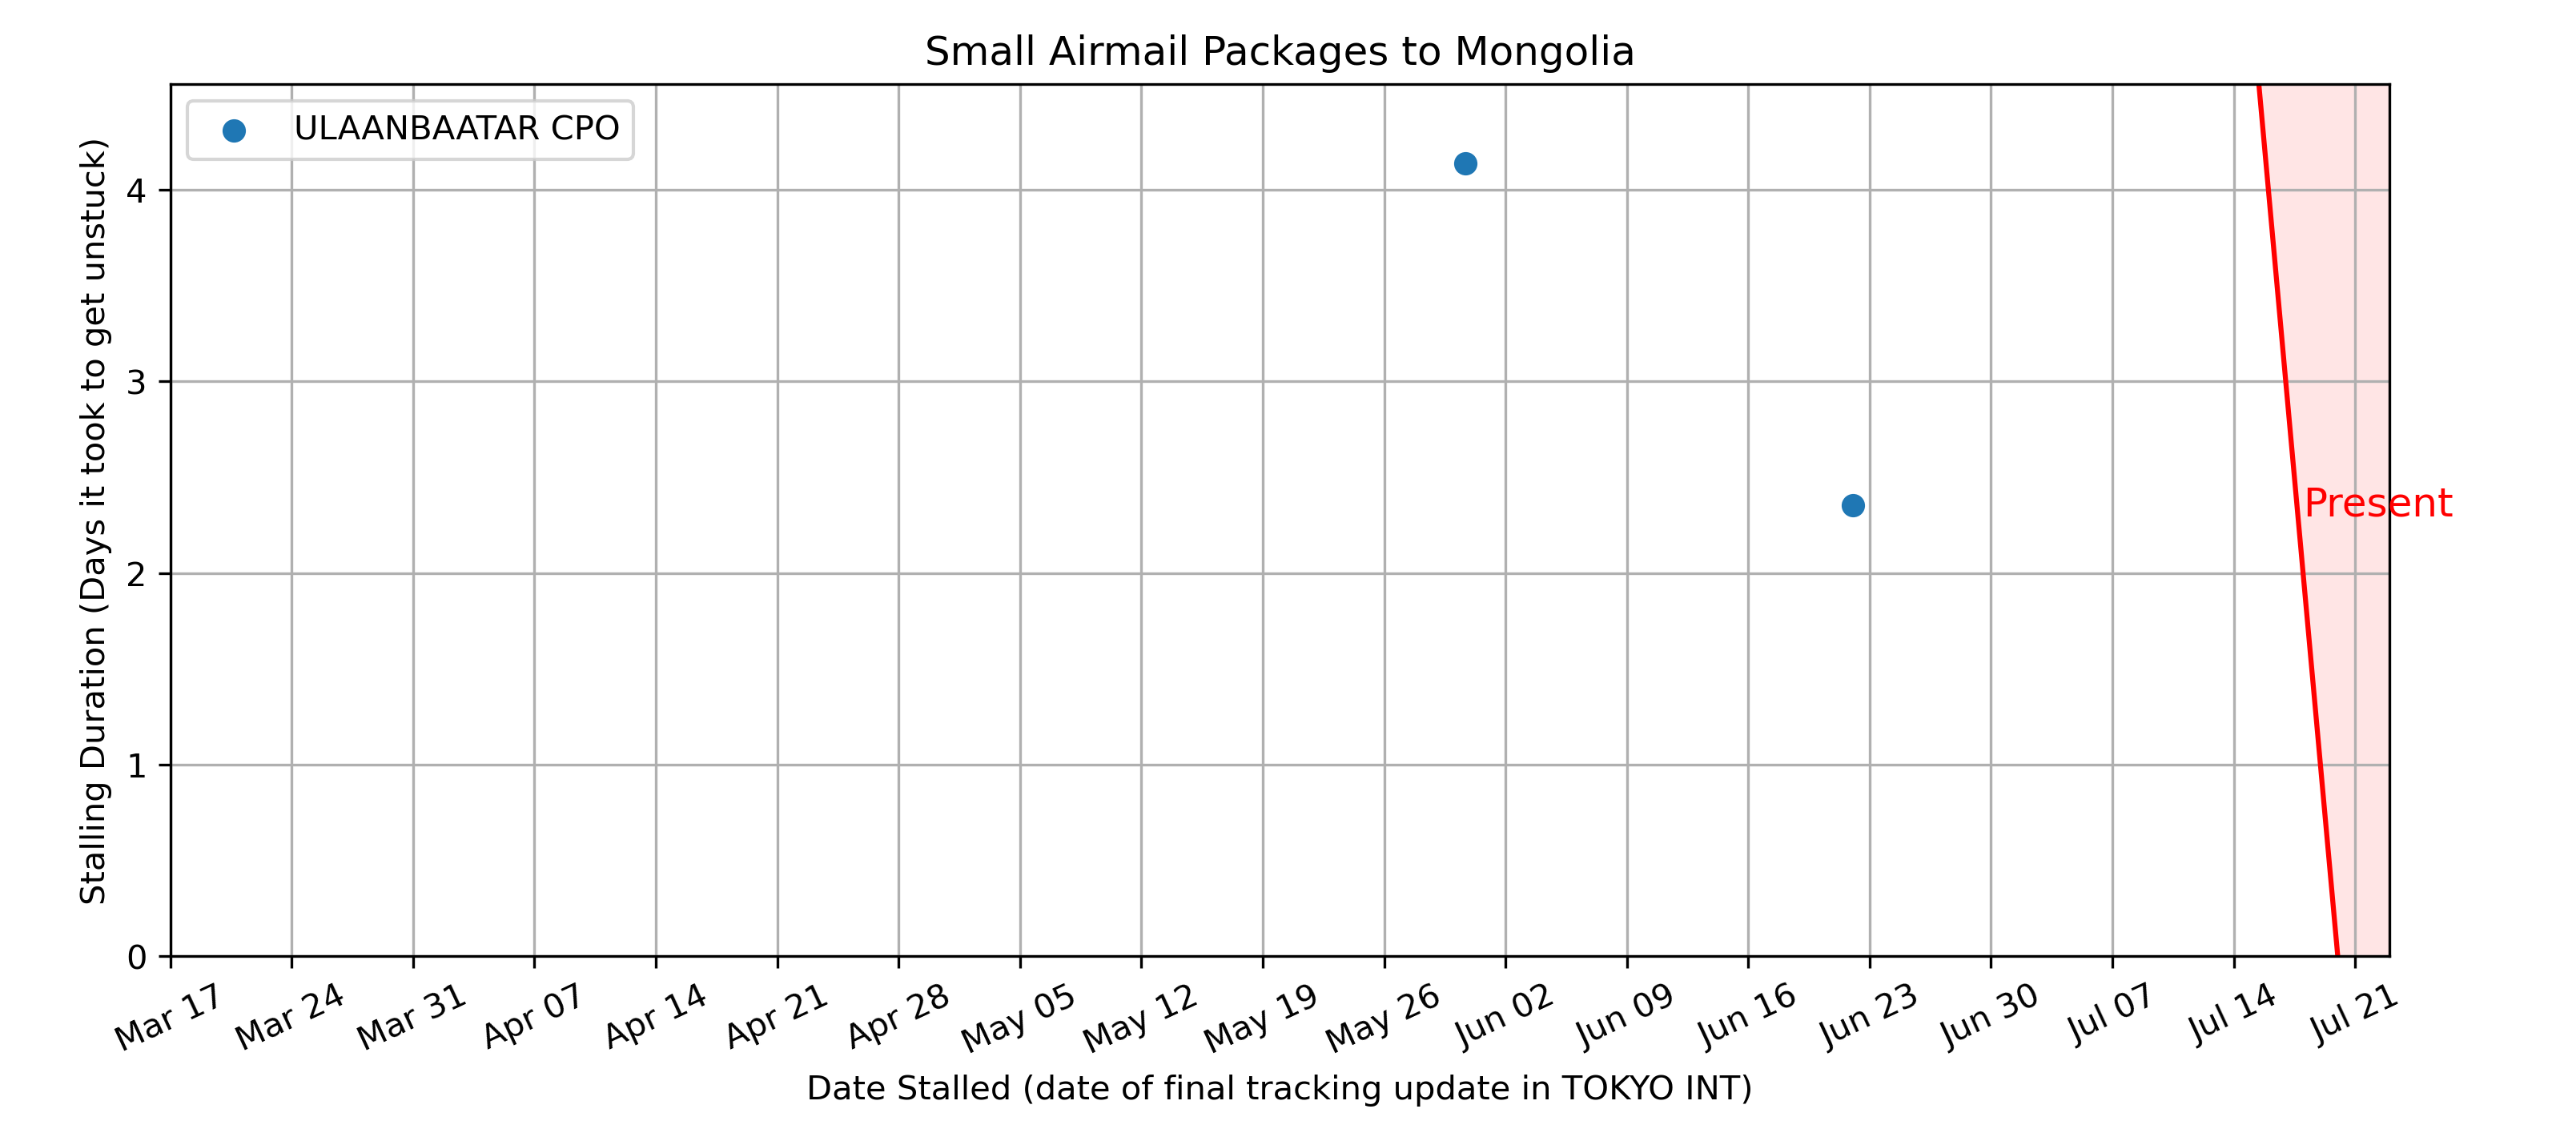 Small Airmail Packages to Mongolia
ULAANBAATAR CPO
Stalling Duration (Days it took to get unstuck)
4
3
2
1
0
Present
Mar 17
Mar 24
Mar 31
Apr 07
Apr 14
Apr 21
Apr 28
May 05
May 12
May 19
May 26
Jun 02
Jun 09
Jun 16
Jun 23
Jun 30
Jul 07
Jul 14
Jul 21
Date Stalled (date of final tracking update in TOKYO INT)